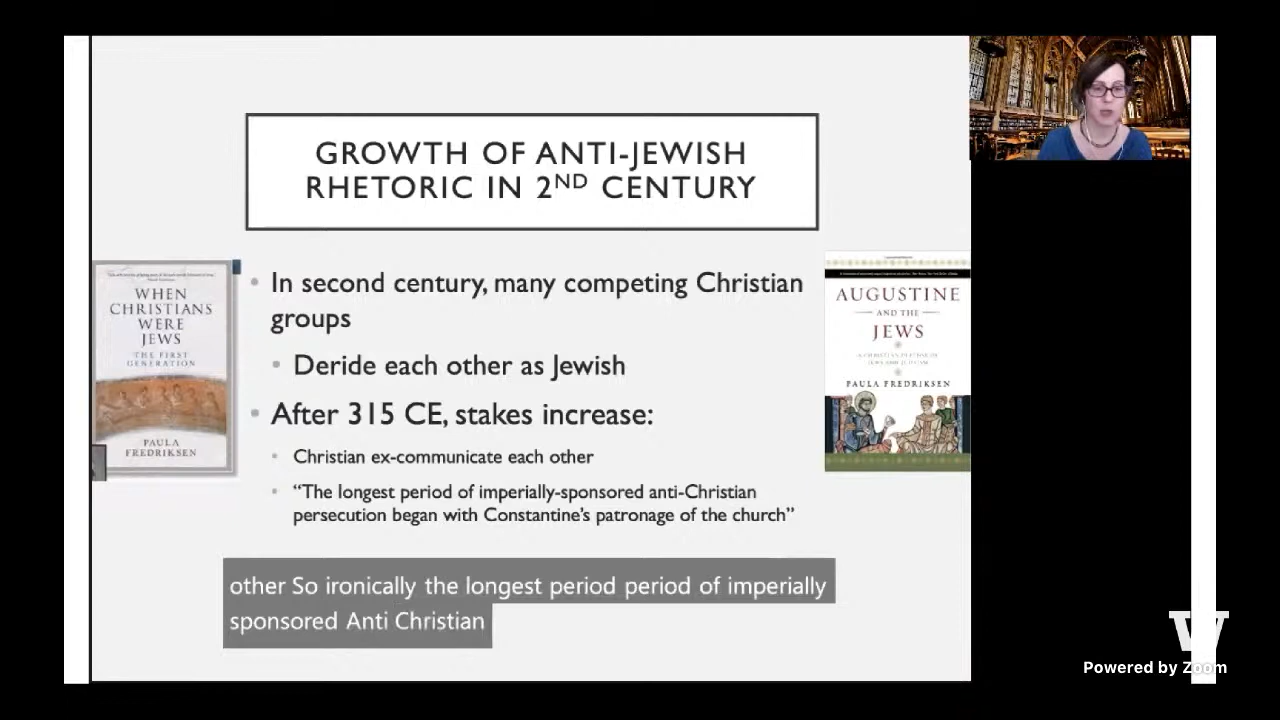 GROWTH OF ANTI-JEWISH
RHETORIC IN 2ND CENTURY
WHEN
CHRISTIANS
WERE
JEWS
THE FIRST
GENERATION
PAULA
FREDRIKSEN
• In second century, many competing Christian
groups
• Deride each other as Jewish
• After 315 CE, stakes increase:
• Christian ex-communicate each other
• “The longest period of imperially-sponsored anti-Christian
persecution began with Constantine’s patronage of the church”
AUGUSTINE
AND THE
JEWS
A CHRISTIAN DEFENSE OF
JEWS AND JUDAISM
PAULA FREDRIKSEN
other So ironically the longest period period of imperially
sponsored Anti Christian
W
Powered by Zoom